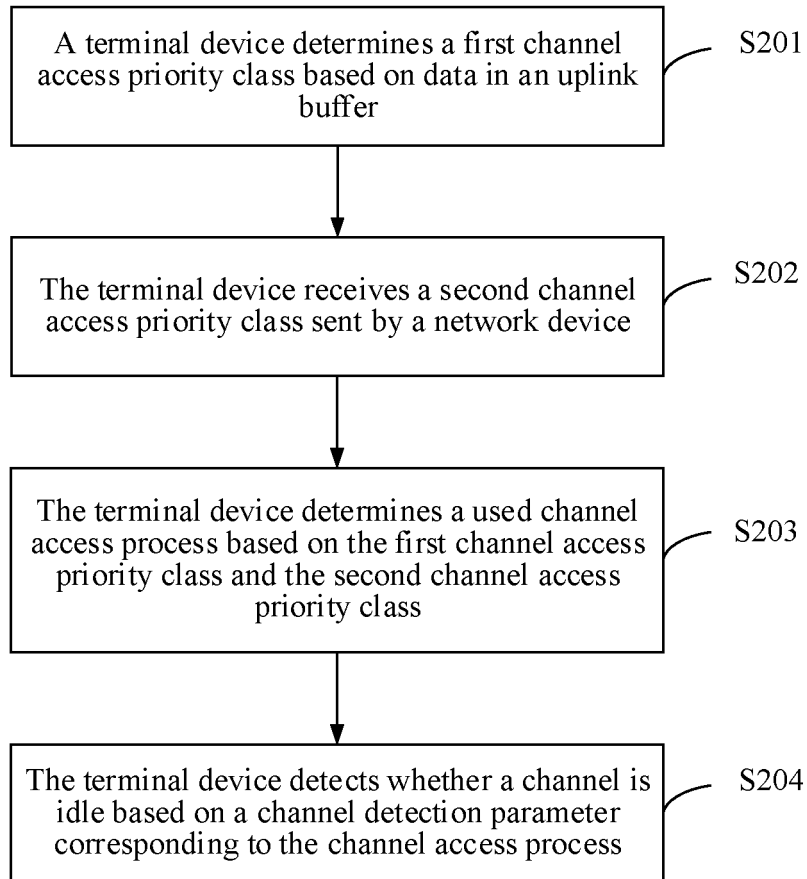 A terminal device determines a first channel
access priority class based on data in an uplink
buffer
S201
The terminal device receives a second channel
access priority class sent by a network device
S202
The terminal device determines a used channel
access process based on the first channel access
priority class and the second channel access
priority class
S203
The terminal device detects whether a channel is
idle based on a channel detection parameter
corresponding to the channel access process
S204